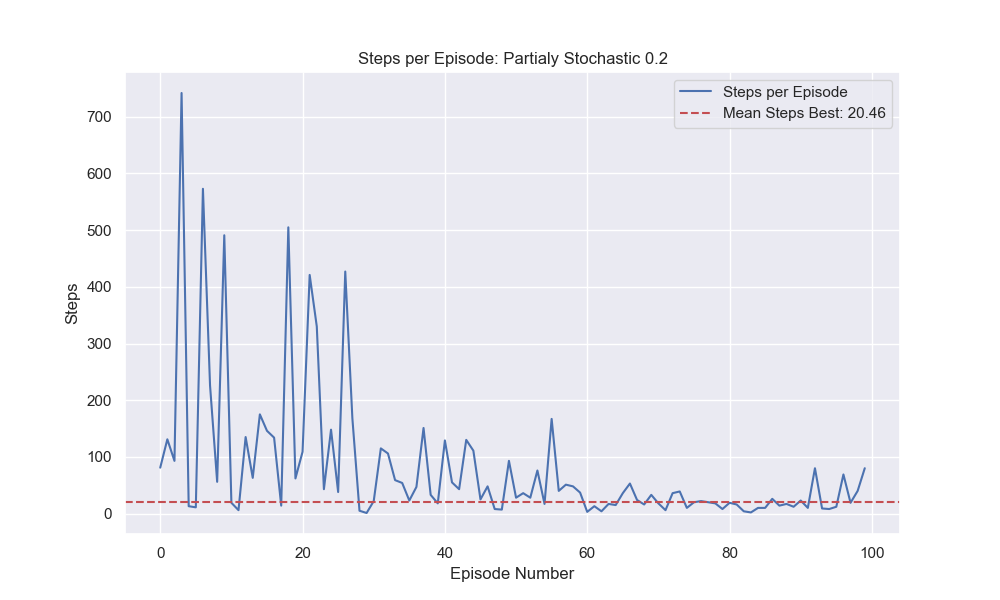 Steps per Episode: Partialy Stochastic 0.2
Steps per Episode
Mean Steps Best: 20.46
700
600
500
400
300
200
100
0
Steps
0 20 40 60 80 100
Episode Number